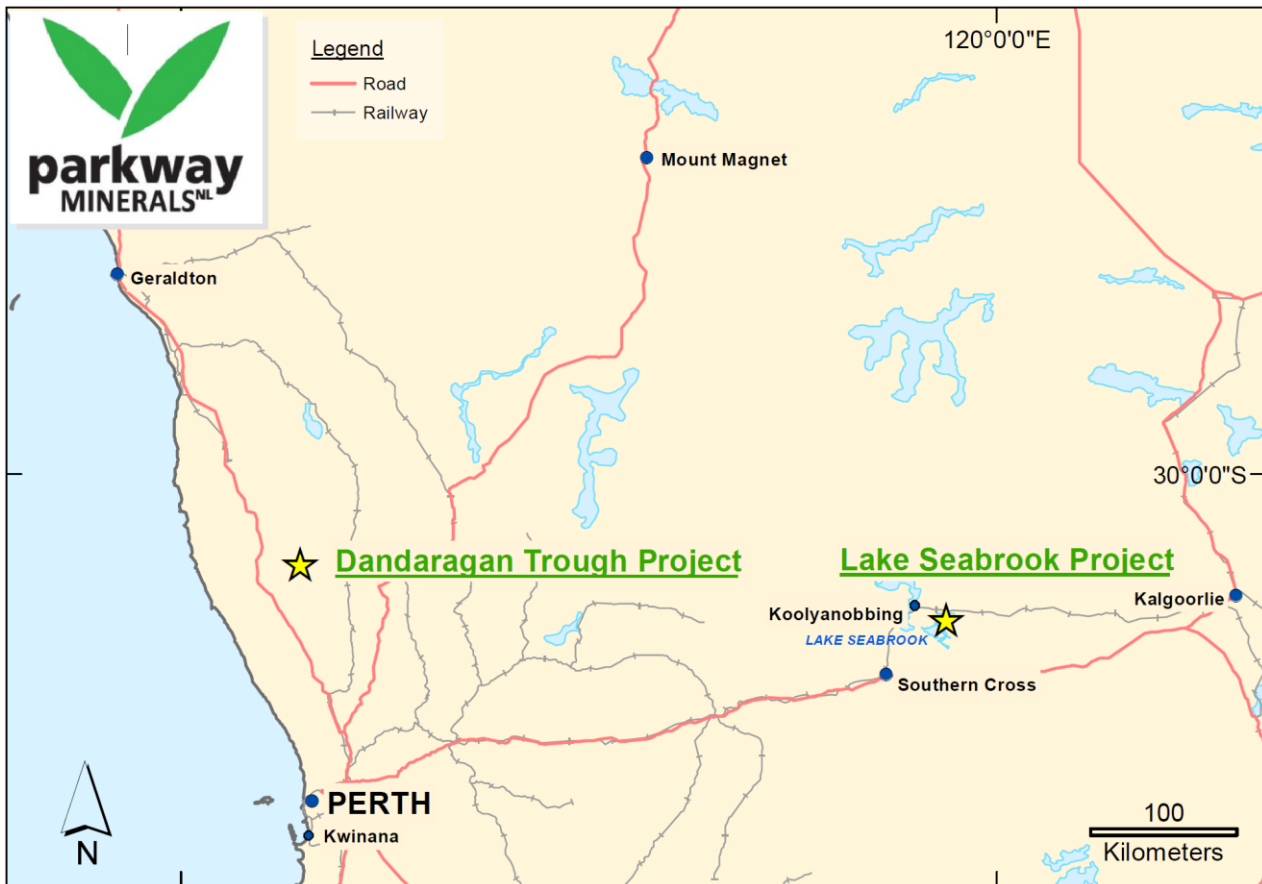 parkway
MINERALS NL
Legend
Road
Railway
120°0'0"E
Mount Magnet
Geraldton
30°0'0"S
Dandaragan Trough Project
Lake Seabrook Project
Koolyanobbing
Kalgoorlie
LAKE SEABROOK
Southern Cross
PERTH
Kwinana
N
100
Kilometers